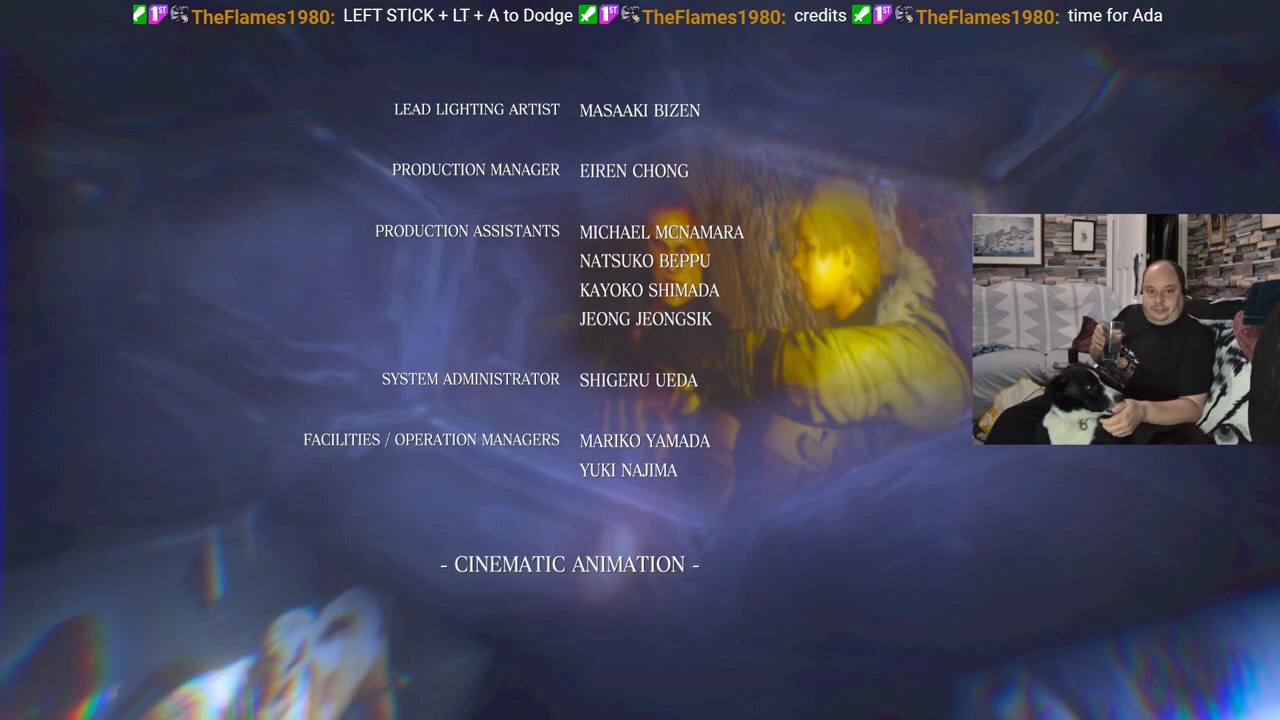 TheFlames1980: LEFT STICK + LT + A to Dodge 1ST TheFlames1980: credits 1ST TheFlames1980: time for Ada
LEAD LIGHTING ARTIST MASAAKI BIZEN
PRODUCTION MANAGER EIREN CHONG
PRODUCTION ASSISTANTS MICHAEL MCNAMARA
NATSUKO BEPPU
KAYOKO SHIMADA
JEONG JEONGSIK
SYSTEM ADMINISTRATOR SHIGERU UEDA
FACILITIES / OPERATION MANAGERS MARIKO YAMADA
YUKI NAJIMA
- CINEMATIC ANIMATION -